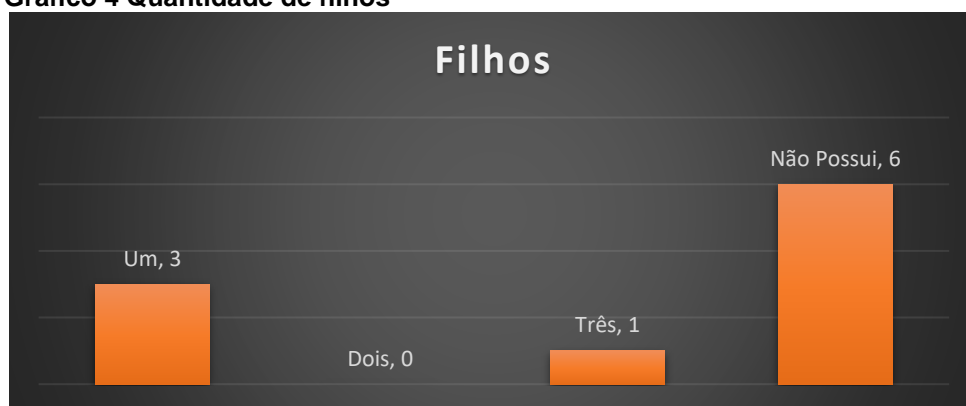 Gráfico 4 Quantidade de filhos
Filhos
Não Possui, 6
Um, 3
Três, 1
Dois, 0